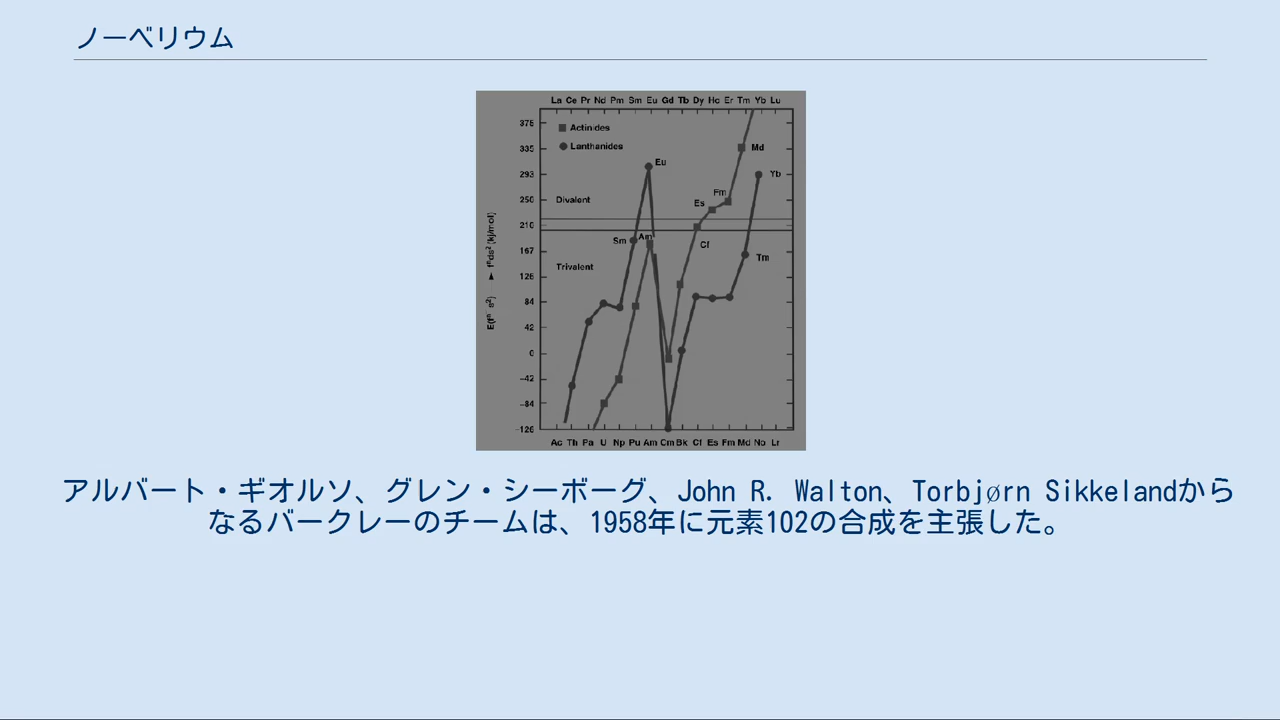 ノーベリウム
La Ce Pr Nd Pm Sm Eu Gd Tb Dy Ho Er Tm Yb Lu
375
Actinides
335
Lanthanides
Md
Eu
293
Yb
Fm
Divalent
250
Es
210
Sm
Am
Cf
167
Tm
Trivalent
126
84
42
0
-42
-84
-126
Ac Th Pa U Np Pu Am Cm Bk Cf Es Fm Md No Lr
アルバート・ギオルソ、グレン・シーボーグ、John R. Walton、Torbjørn Sikkelandから
なるバークレーのチームは、1958年に元素102の合成を主張した。